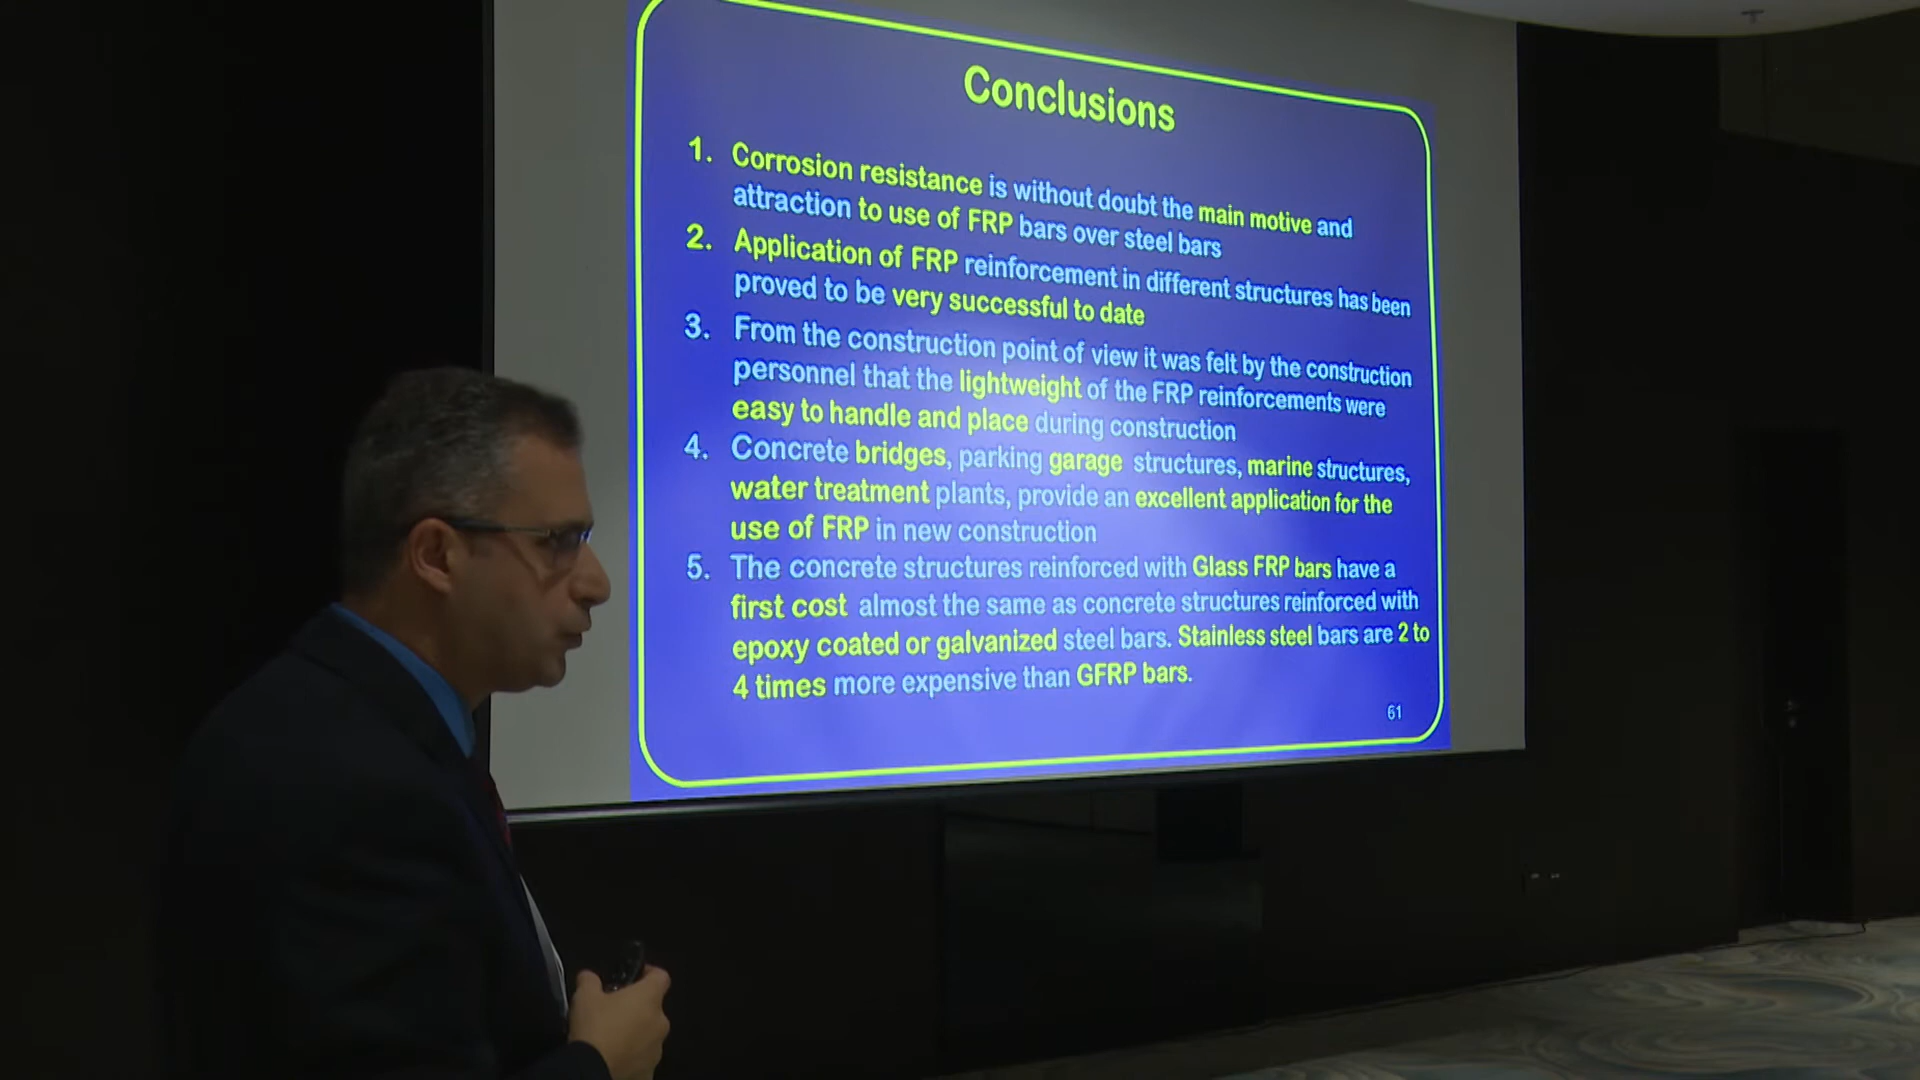 Conclusions
1. Corrosion resistance is without doubt the main motive and
attraction to use of FRP bars over steel bars
2. Application of FRP reinforcement in different structures has been
proved to be very successful to date
3. From the construction point of view it was felt by the construction
personnel that the lightweight of the FRP reinforcements were
easy to handle and place during construction
4. Concrete bridges, parking garage structures, marine structures,
water treatment plants, provide an excellent application for the
use of FRP in new construction
5. The concrete structures reinforced with Glass FRP bars have a
first cost almost the same as concrete structures reinforced with
epoxy coated or galvanized steel bars. Stainless steel bars are 2 to
4 times more expensive than GFRP bars.
61